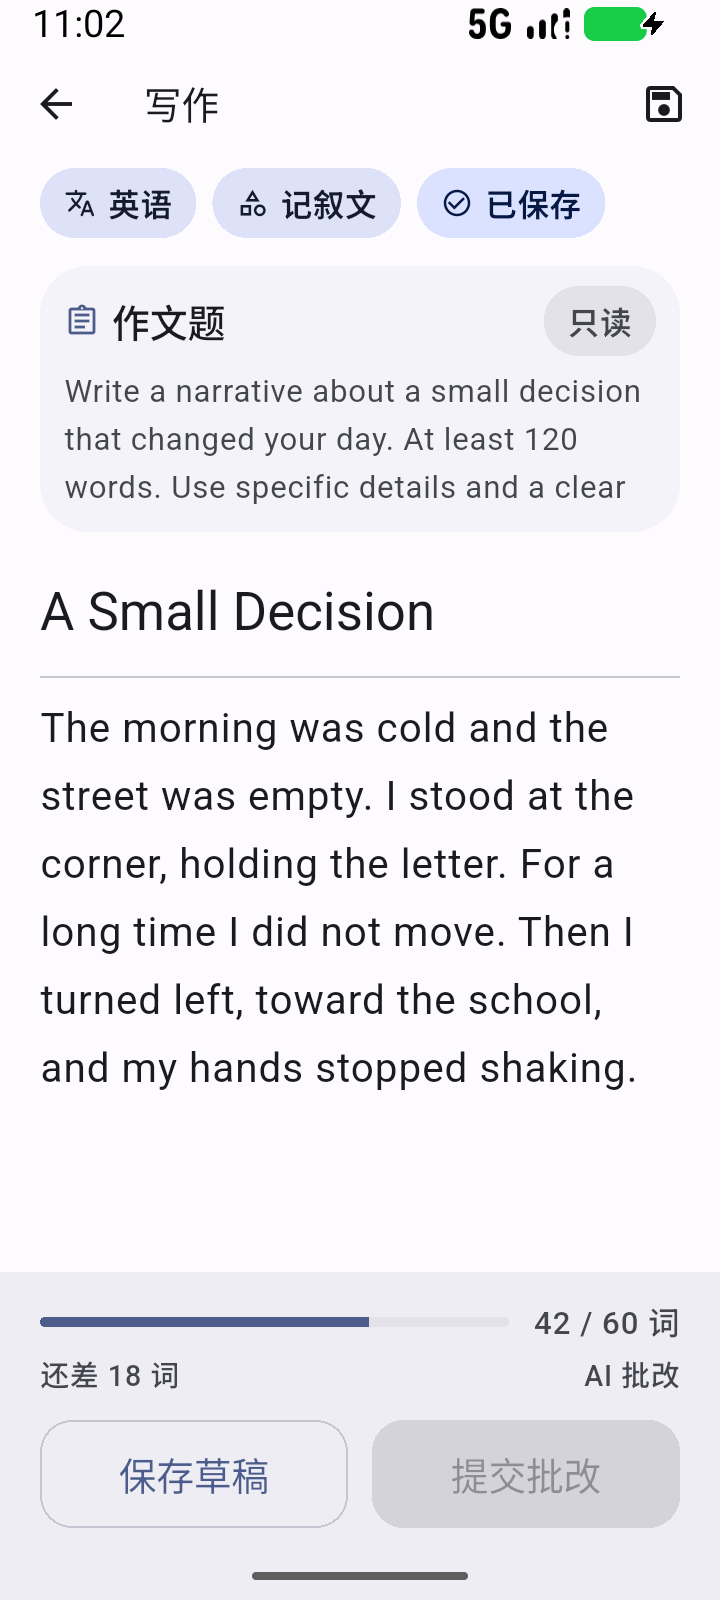 11:02
5G
写作
英语
记叙文
已保存
作文题
只读
Write a narrative about a small decision
that changed your day. At least 120
words. Use specific details and a clear
A Small Decision
The morning was cold and the
street was empty. I stood at the
corner, holding the letter. For a
long time I did not move. Then I
turned left, toward the school,
and my hands stopped shaking.
42 / 60 词
还差 18 词
AI 批改
保存草稿
提交批改